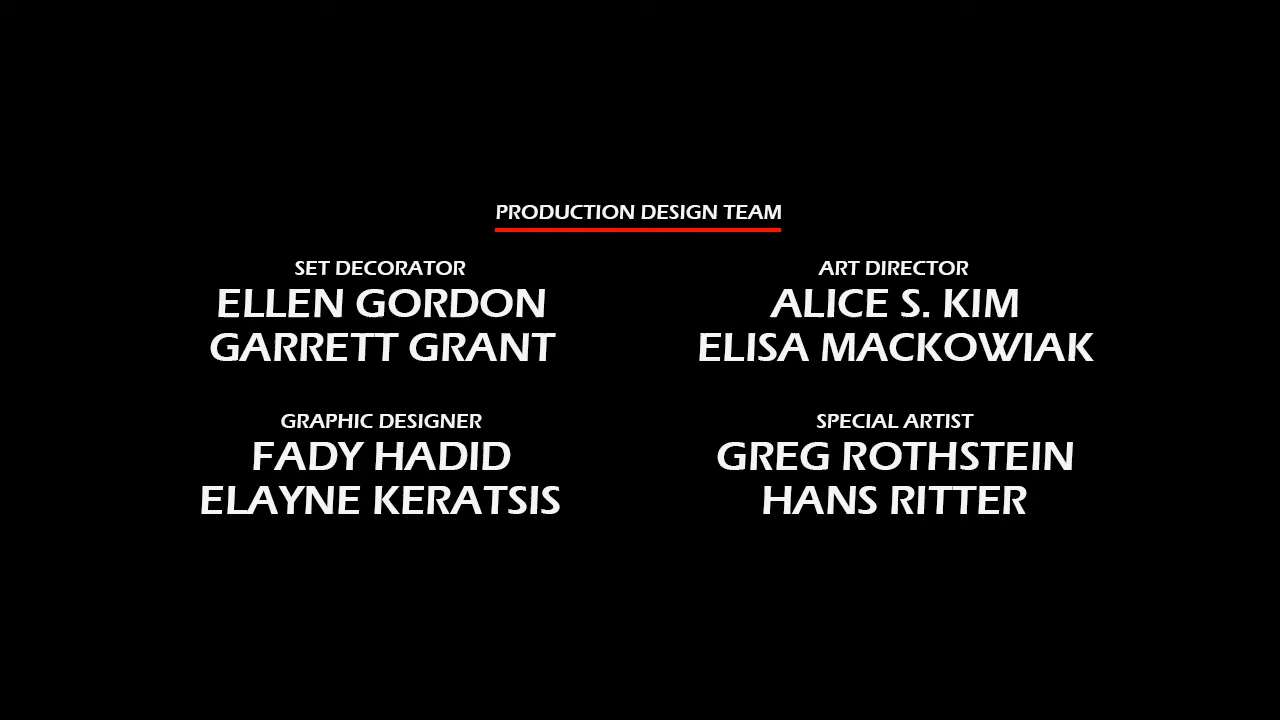 PRODUCTION DESIGN TEAM
SET DECORATOR
ELLEN GORDON
GARRETT GRANT
ART DIRECTOR
ALICE S. KIM
ELISA MACKOWIAK
GRAPHIC DESIGNER
FADY HADID
ELAYNE KERATSIS
SPECIAL ARTIST
GREG ROTHSTEIN
HANS RITTER